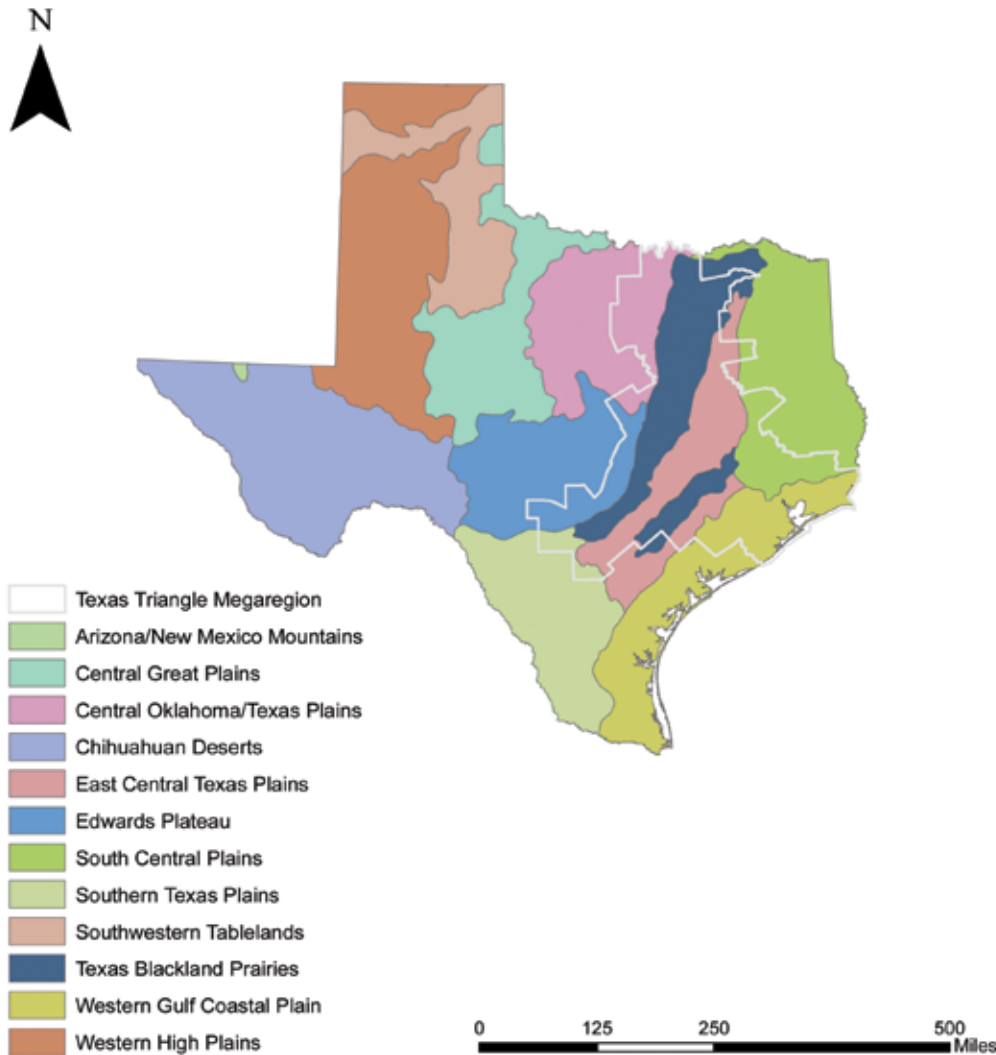 N
Texas Triangle Megaregion
Arizona/New Mexico Mountains
Central Great Plains
Central Oklahoma/Texas Plains
Chihuahuan Deserts
East Central Texas Plains
Edwards Plateau
South Central Plains
Southern Texas Plains
Southwestern Tablelands
Texas Blackland Prairies
Western Gulf Coastal Plain
Western High Plains
0 125 250 500
Miles